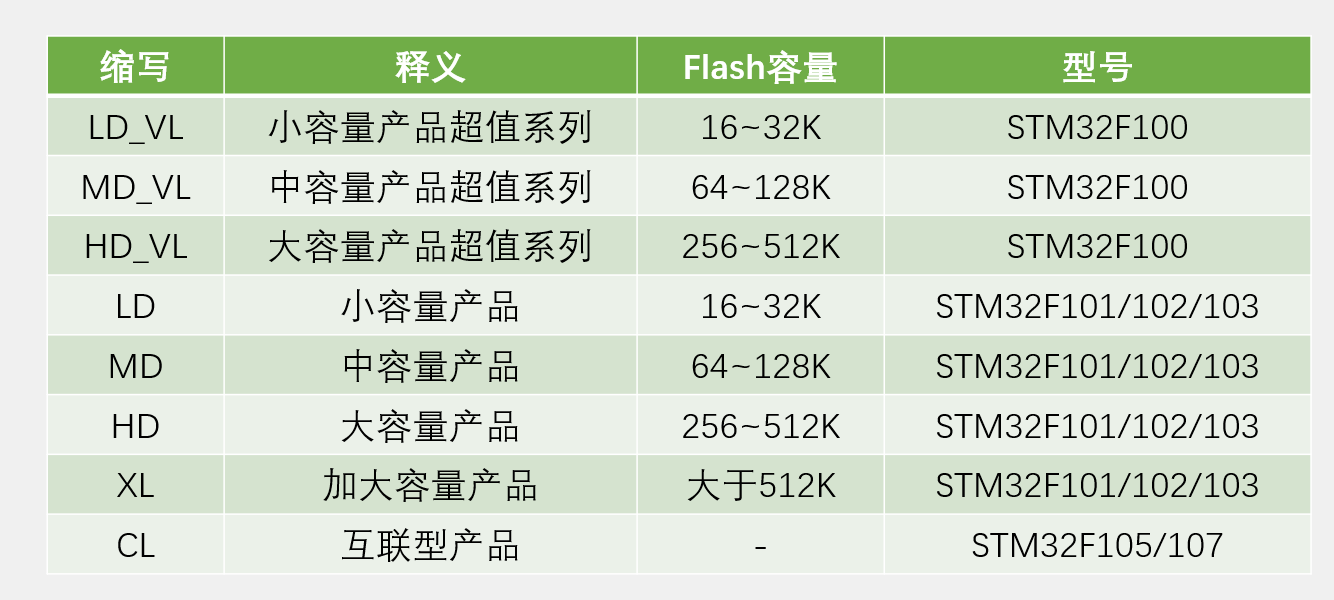 缩写 释义 Flash容量 型号
LD_VL 小容量产品超值系列 16~32K STM32F100
MD_VL 中容量产品超值系列 64~128K STM32F100
HD_VL 大容量产品超值系列 256~512K STM32F100
LD 小容量产品 16~32K STM32F101/102/103
MD 中容量产品 64~128K STM32F101/102/103
HD 大容量产品 256~512K STM32F101/102/103
XL 加大容量产品 大于512K STM32F101/102/103
CL 互联型产品 - STM32F105/107